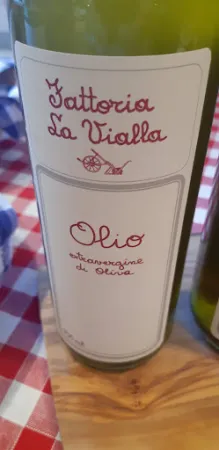 Fattoria
La Vialla
Olio
extravergine
di Oliva